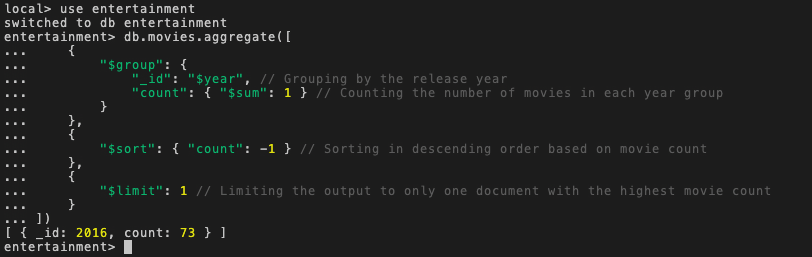 local> use entertainment
switched to db entertainment
entertainment> db.movies.aggregate([
...     {
...         "$group": {
...             "_id": "$year", // Grouping by the release year
...             "count": { "$sum": 1 } // Counting the number of movies in each year group
...         }
...     },
...     {
...         "$sort": { "count": -1 } // Sorting in descending order based on movie count
...     },
...     {
...         "$limit": 1 // Limiting the output to only one document with the highest movie count
...     }
... ])
[ { _id: 2016, count: 73 } ]
entertainment>